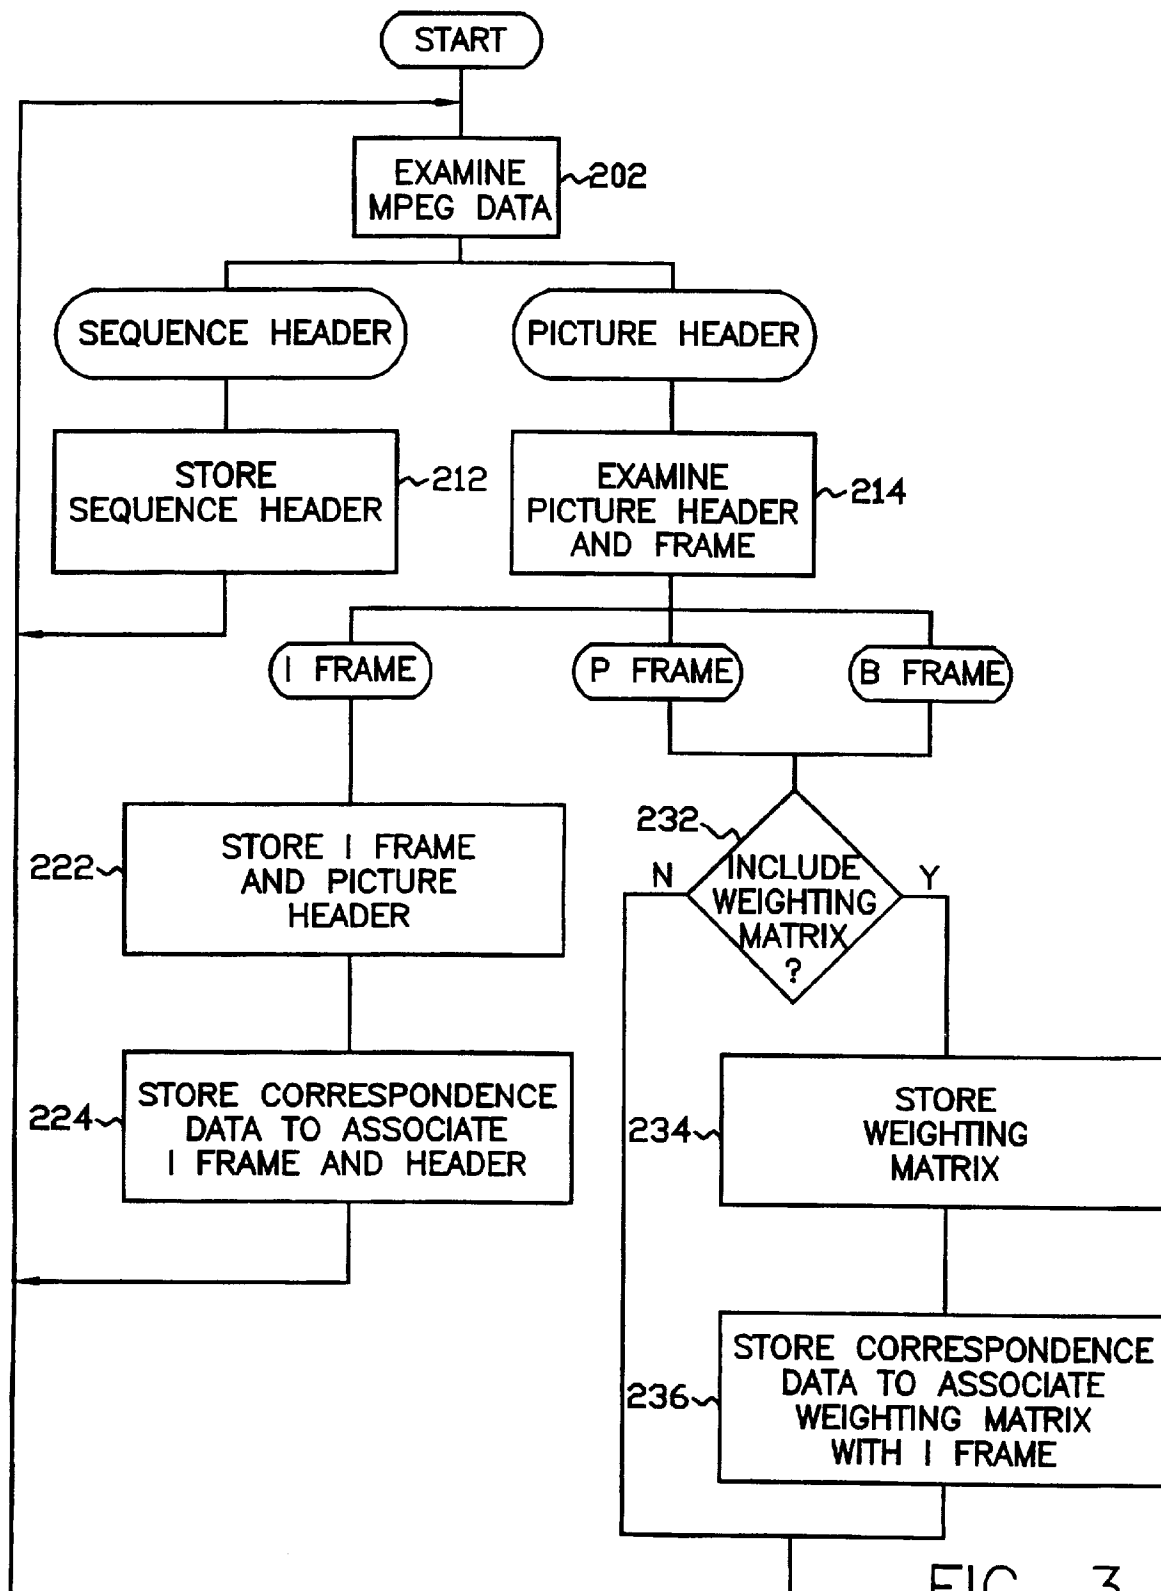 START
EXAMINE
MPEG DATA
202
SEQUENCE HEADER
PICTURE HEADER
STORE
SEQUENCE HEADER
212
EXAMINE
PICTURE HEADER
AND FRAME
214
I FRAME
P FRAME
B FRAME
222
STORE I FRAME
AND PICTURE
HEADER
232
N
INCLUDE
WEIGHTING
MATRIX
?
Y
224
STORE CORRESPONDENCE
DATA TO ASSOCIATE
I FRAME AND HEADER
234
STORE
WEIGHTING
MATRIX
236
STORE CORRESPONDENCE
DATA TO ASSOCIATE
WEIGHTING MATRIX
WITH I FRAME
FIG. 3